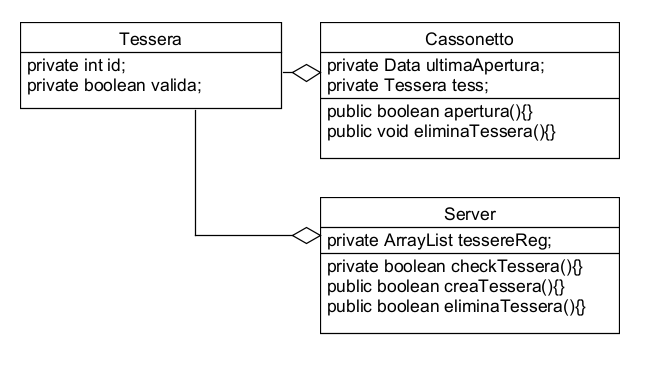 Tessera
private int id;
private boolean valida;
Cassonetto
private Data ultimaApertura;
private Tessera tess;
public boolean apertura(){}
public void eliminaTessera(){}
Server
private ArrayList tessereReg;
private boolean checkTessera(){}
public boolean creaTessera(){}
public boolean eliminaTessera(){}